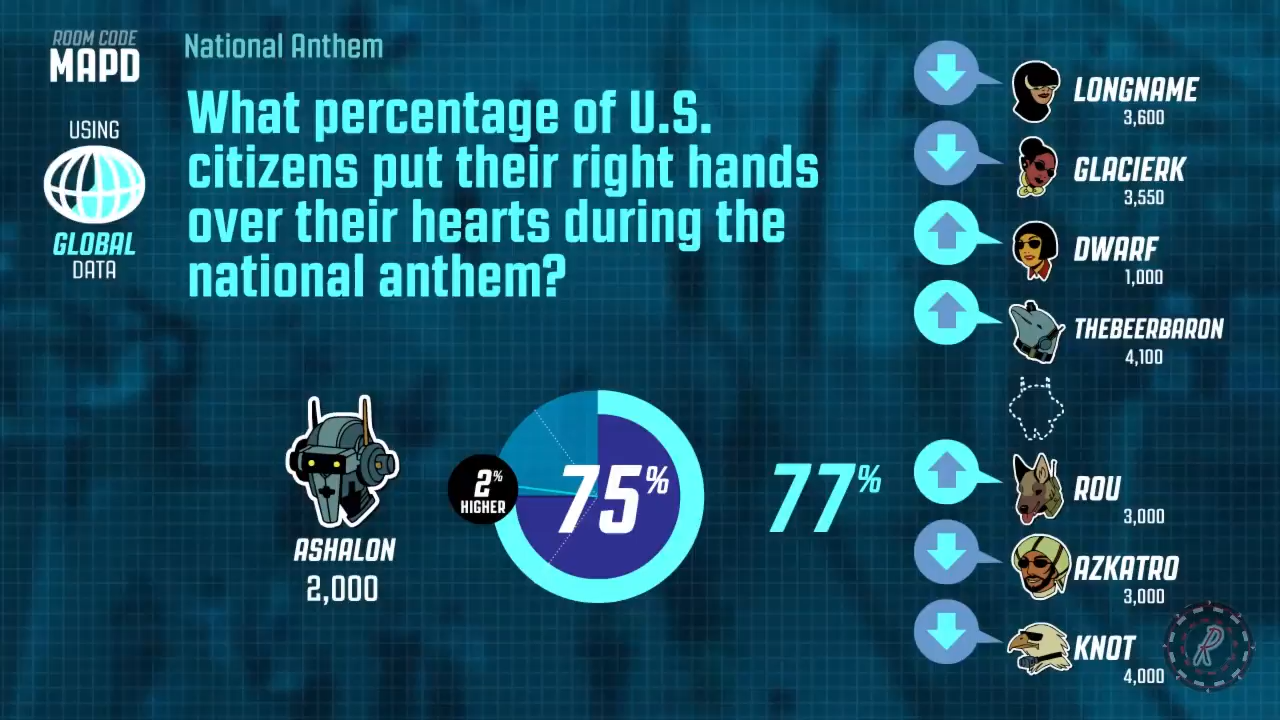 ROOM CODE
MAPD
USING
GLOBAL
DATA
National Anthem
What percentage of U.S.
citizens put their right hands
over their hearts during the
national anthem?
ASHALON
2,000
2%
HIGHER
75%
77%
LONGNAME
3,600
GLACIERK
3,550
DWARF
1,000
THEBEERBARON
4,100
ROU
3,000
AZKATRO
3,000
KNOT
4,000
R